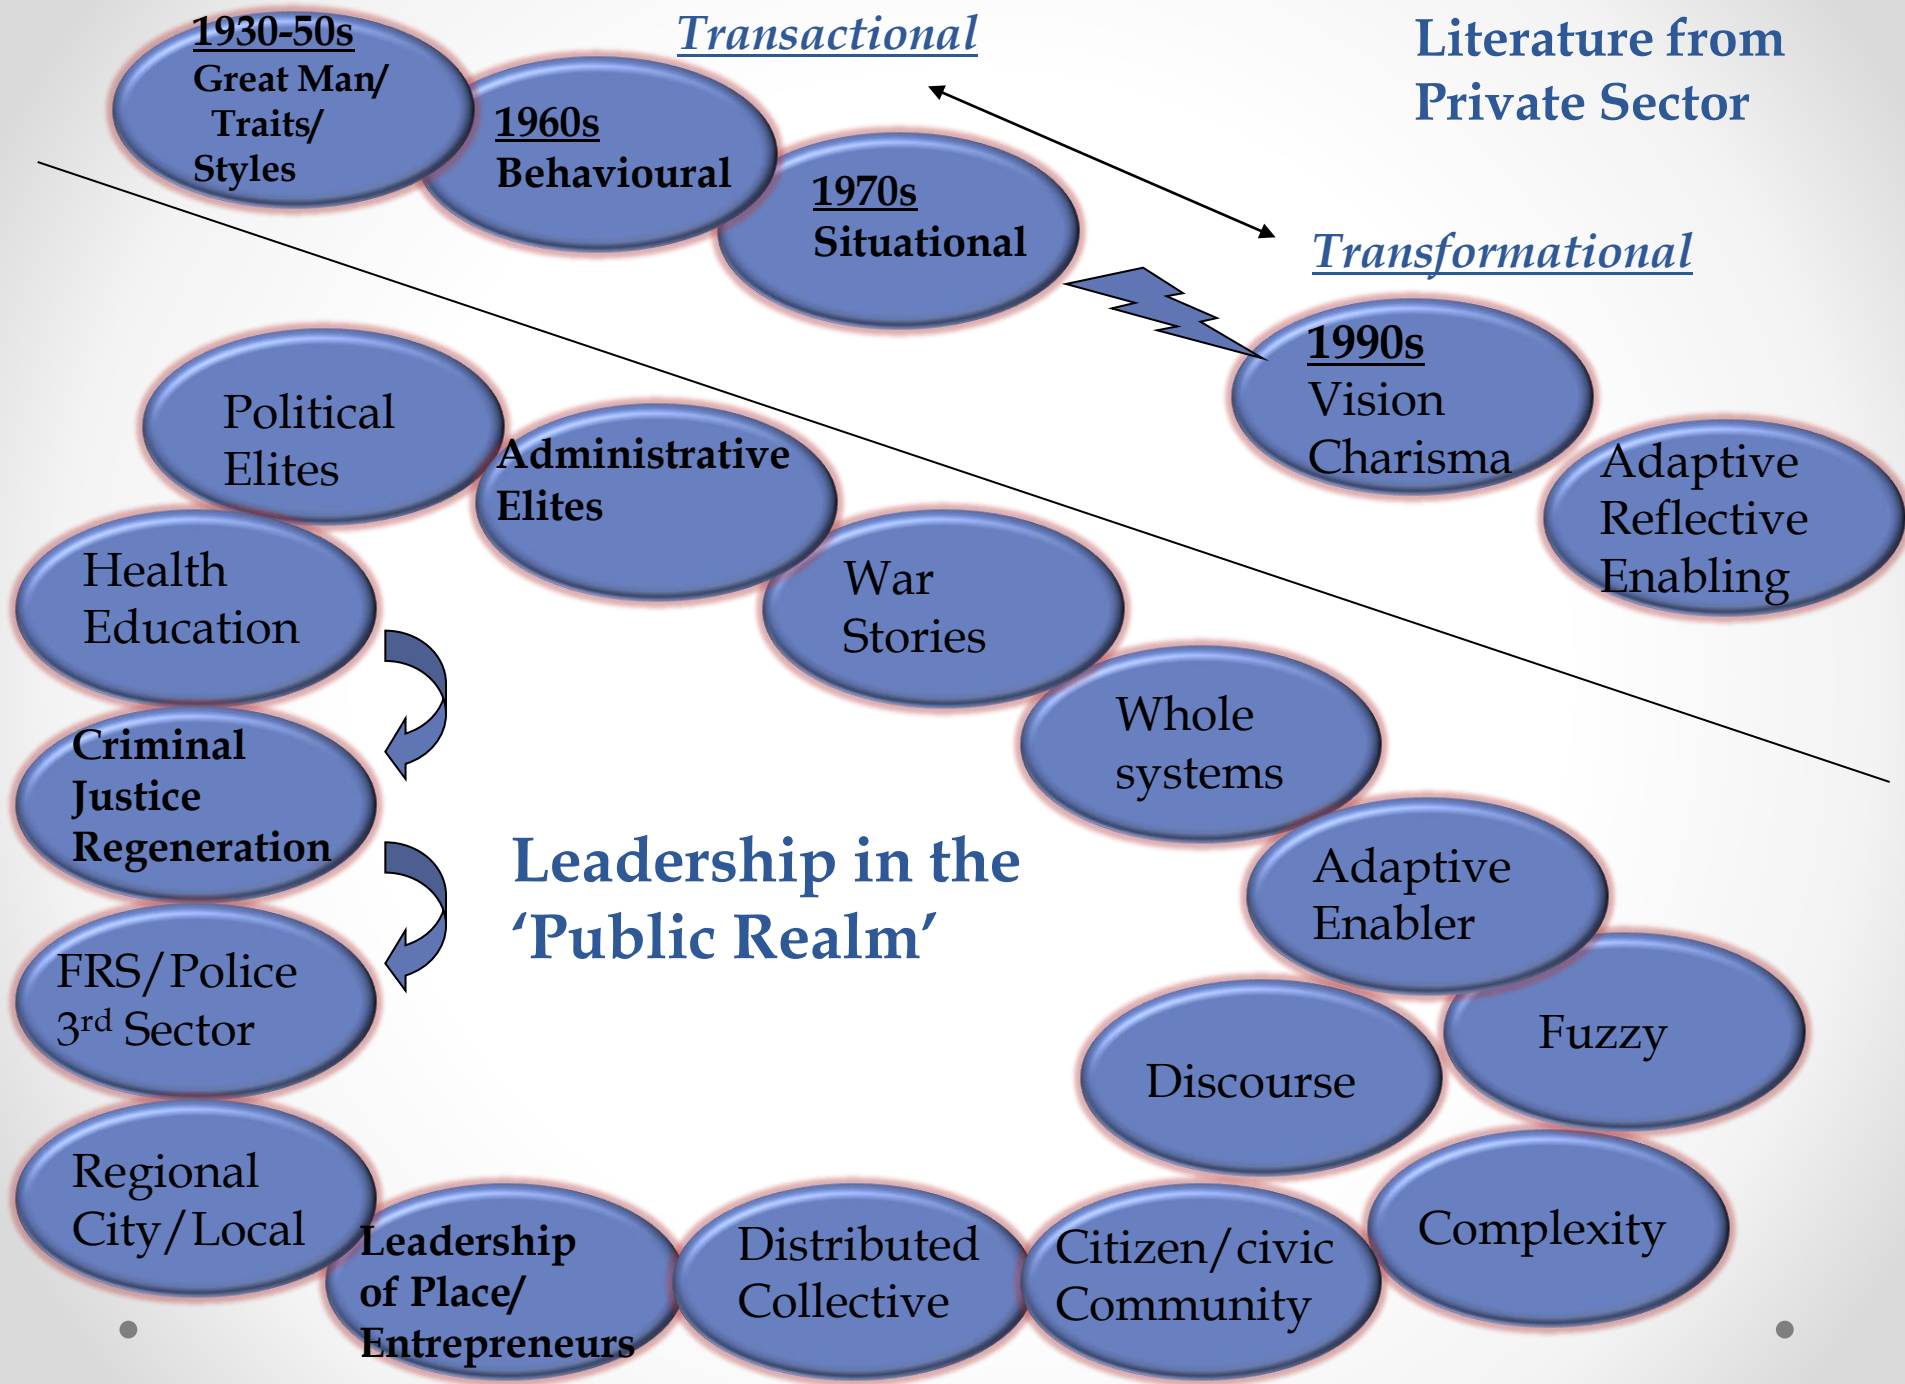 1930-50s
Great Man/
Traits/
Styles
Transactional
Literature from
Private Sector
1960s
Behavioural
1970s
Situational
Transformational
1990s
Vision
Charisma
Adaptive
Reflective
Enabling
Political
Elites
Administrative
Elites
War
Stories
Whole
systems
Adaptive
Enabler
Fuzzy
Discourse
Complexity
Health
Education
Criminal
Justice
Regeneration
FRS/Police
3rd Sector
Regional
City/Local
Leadership in the
‘Public Realm’
Leadership
of Place/
Entrepreneurs
Distributed
Collective
Citizen/civic
Community